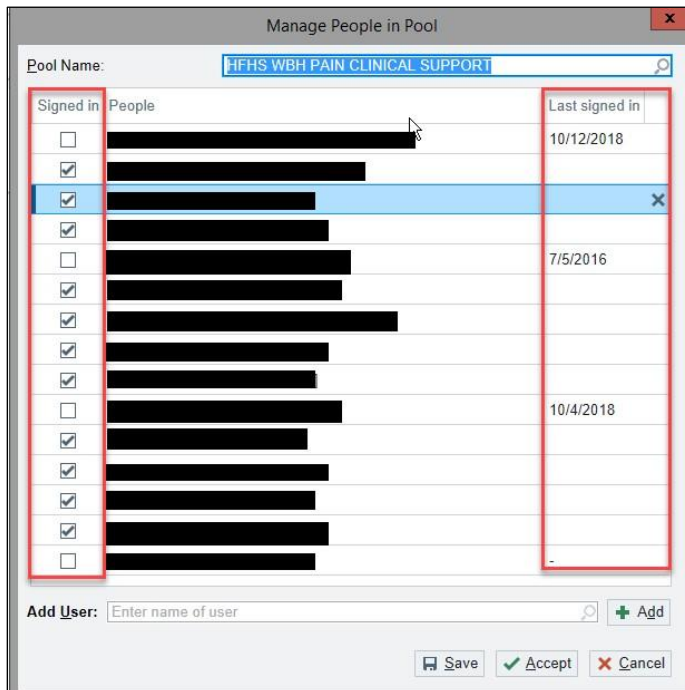 Manage People in Pool
x
Pool Name: HFHS WBH PAIN CLINICAL SUPPORT
Signed in People Last signed in
10/12/2018
7/5/2016
10/4/2018
-
Add User: Enter name of user Add
Save Accept Cancel